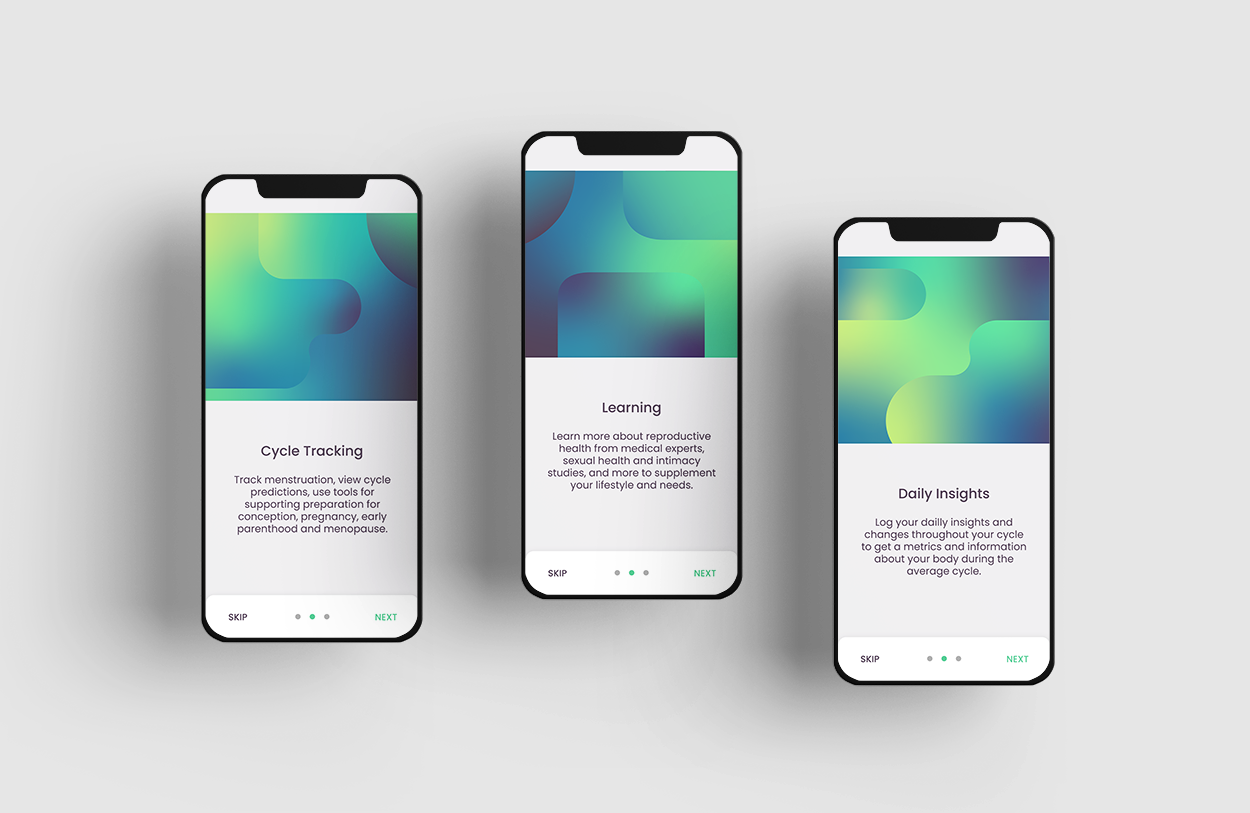 Cycle Tracking
Track menstruation, view cycle
predictions, use tools for
supporting preparation for
conception, pregnancy, early
parenthood and menopause.
SKIP
NEXT
Learning
Learn more about reproductive
health from medical experts,
sexual health and intimacy
studies, and more to supplement
your lifestyle and needs.
SKIP
NEXT
Daily Insights
Log your dailly insights and
changes throughout your cycle
to get a metrics and information
about your body during the
average cycle.
SKIP
NEXT